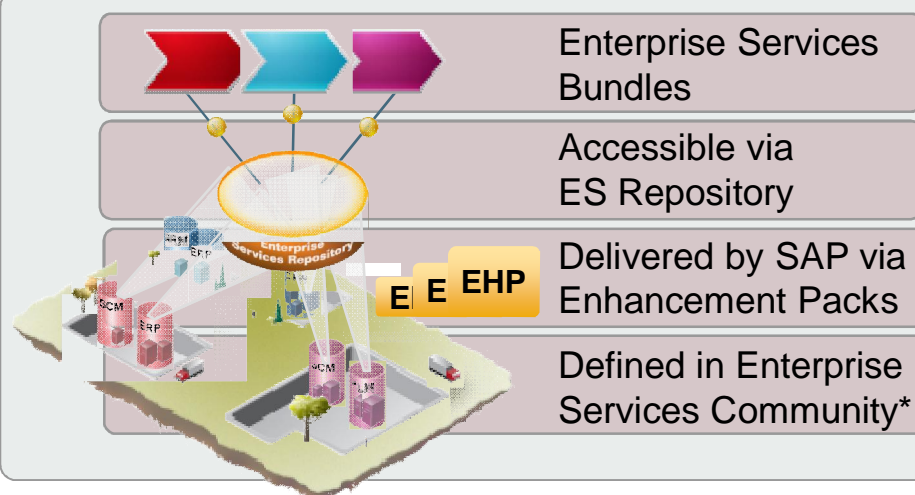 Enterprise Services
Bundles
Accessible via
ES Repository
Enterprise
Services Repository
ERP
Delivered by SAP via
Enhancement Packs
E
E
EHP
SCM
ERP
Defined in Enterprise
Services Community*
SCM